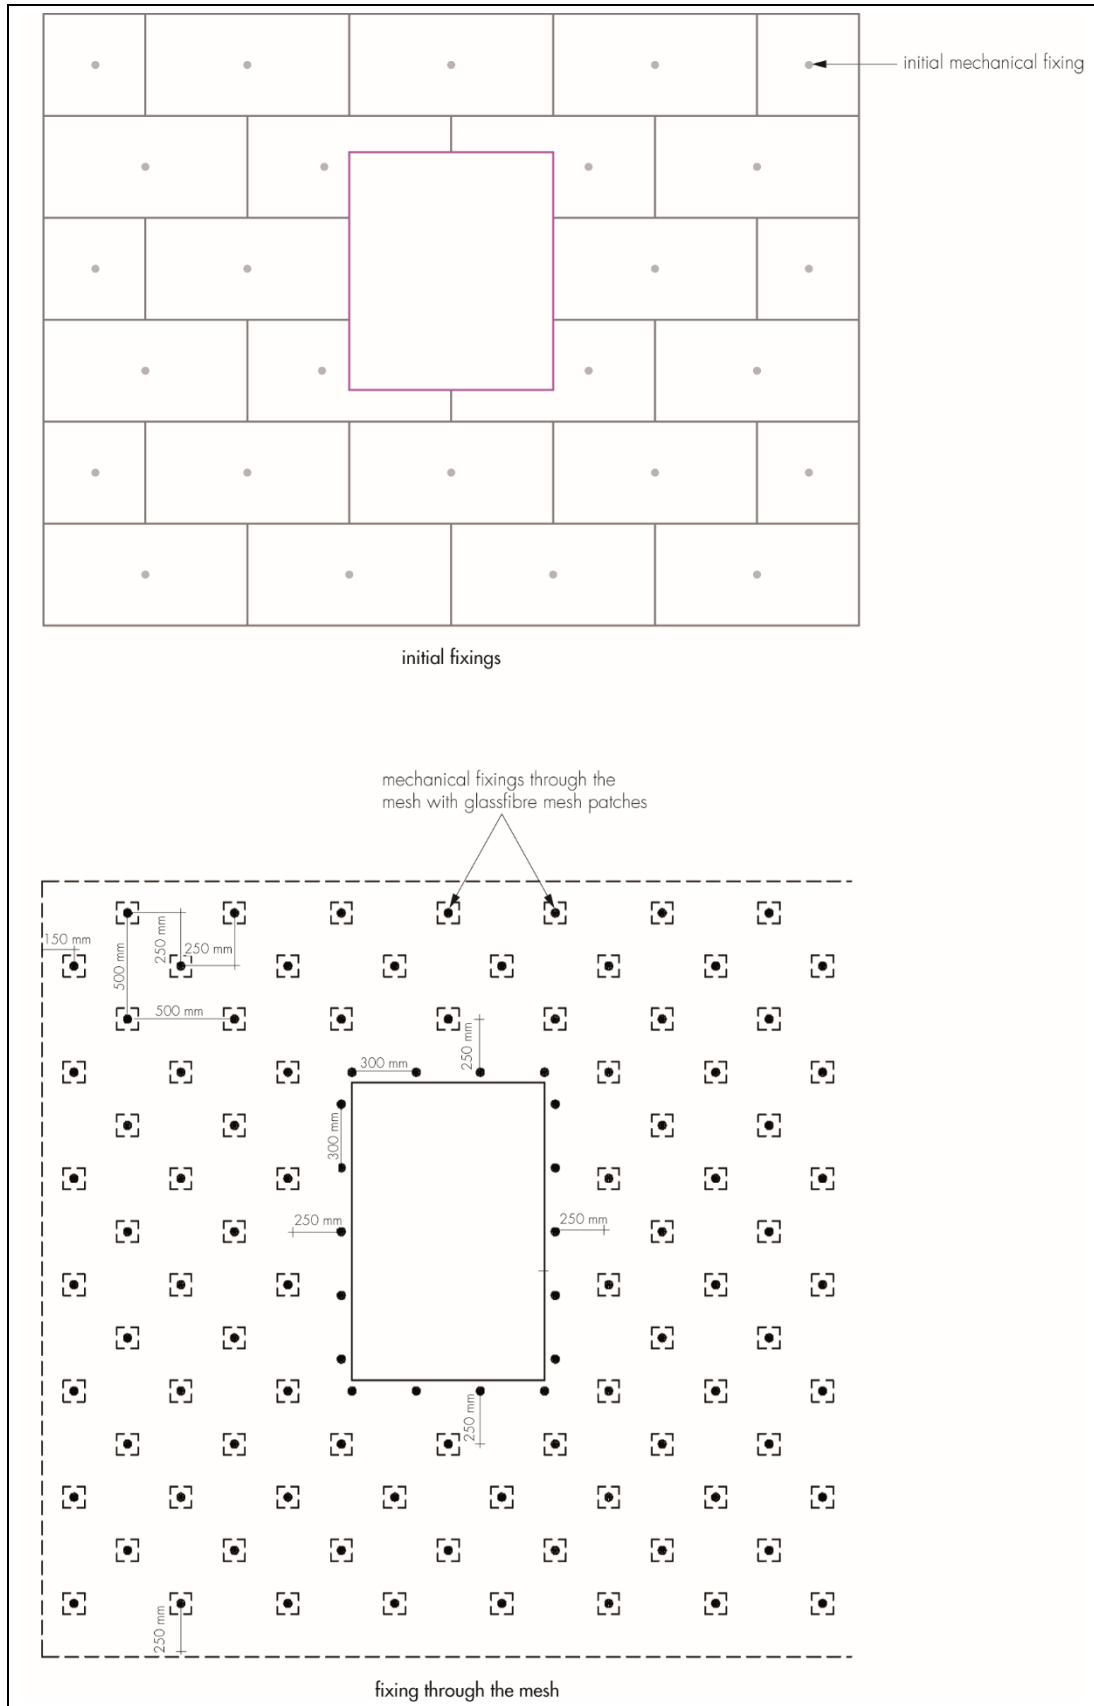 initial mechanical fixing
initial fixings
mechanical fixings through the
mesh with glassfibre mesh patches
150 mm
500 mm
250 mm
250 mm
500 mm
300 mm
250 mm
300 mm
250 mm
250 mm
250 mm
250 mm
fixing through the mesh